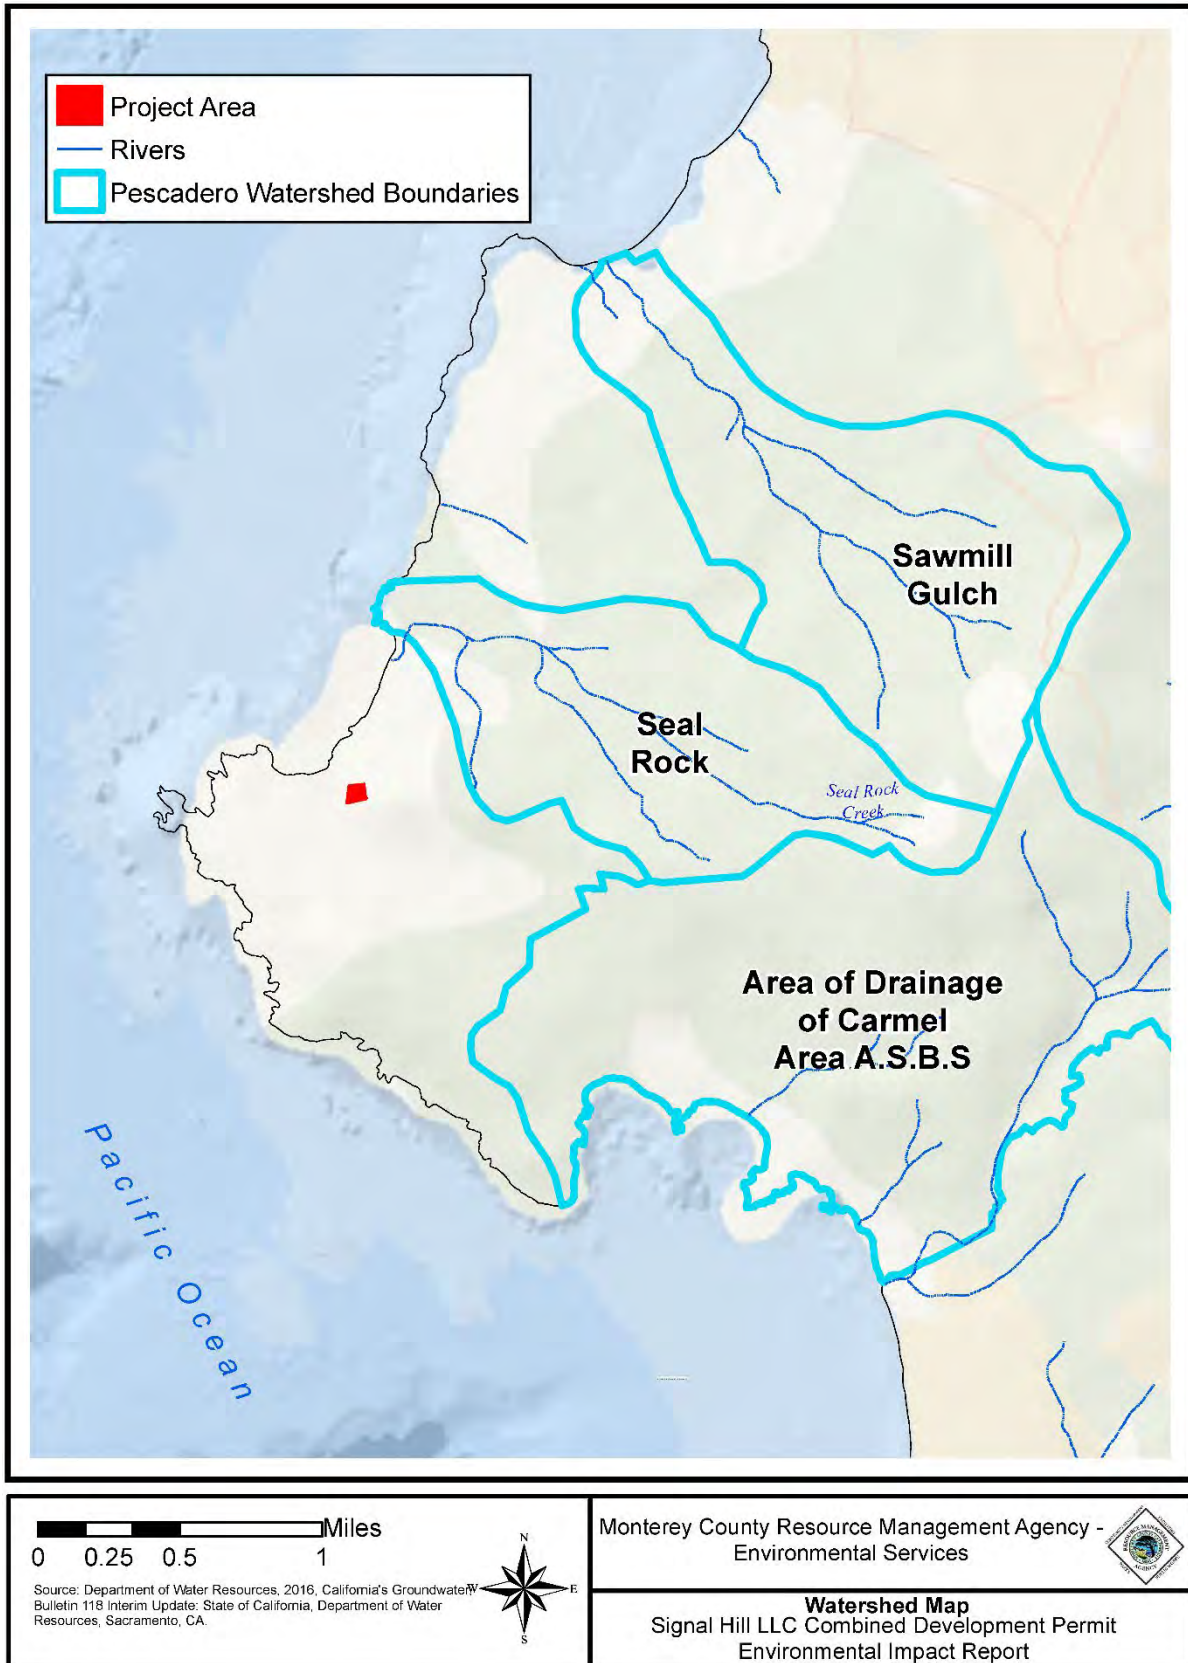 Project Area
Rivers
Pescadero Watershed Boundaries
Sawmill
Gulch
Seal
Rock
Seal Rock
Creek
Area of Drainage
of Carmel
Area A.S.B.S
Pacific Ocean
Miles
0 0.25 0.5 1
Source: Department of Water Resources, 2016, California's Groundwater
Bulletin 118 Interim Update: State of California, Department of Water
Resources, Sacramento, CA.
N
W
E
S
Monterey County Resource Management Agency -
Environmental Services
Watershed Map
Signal Hill LLC Combined Development Permit
Environmental Impact Report